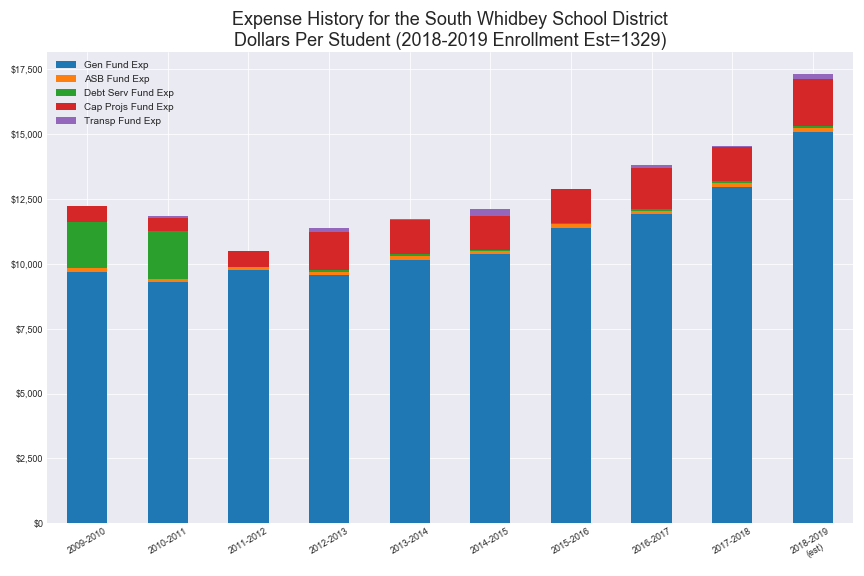 Expense History for the South Whidbey School District
Dollars Per Student (2018-2019 Enrollment Est=1329)
Gen Fund Exp
ASB Fund Exp
Debt Serv Fund Exp
Cap Projs Fund Exp
Transp Fund Exp
$17,500
$15,000
$12,500
$10,000
$7,500
$5,000
$2,500
$0
2009-2010
2010-2011
2011-2012
2012-2013
2013-2014
2014-2015
2015-2016
2016-2017
2017-2018
2018-2019
(est)